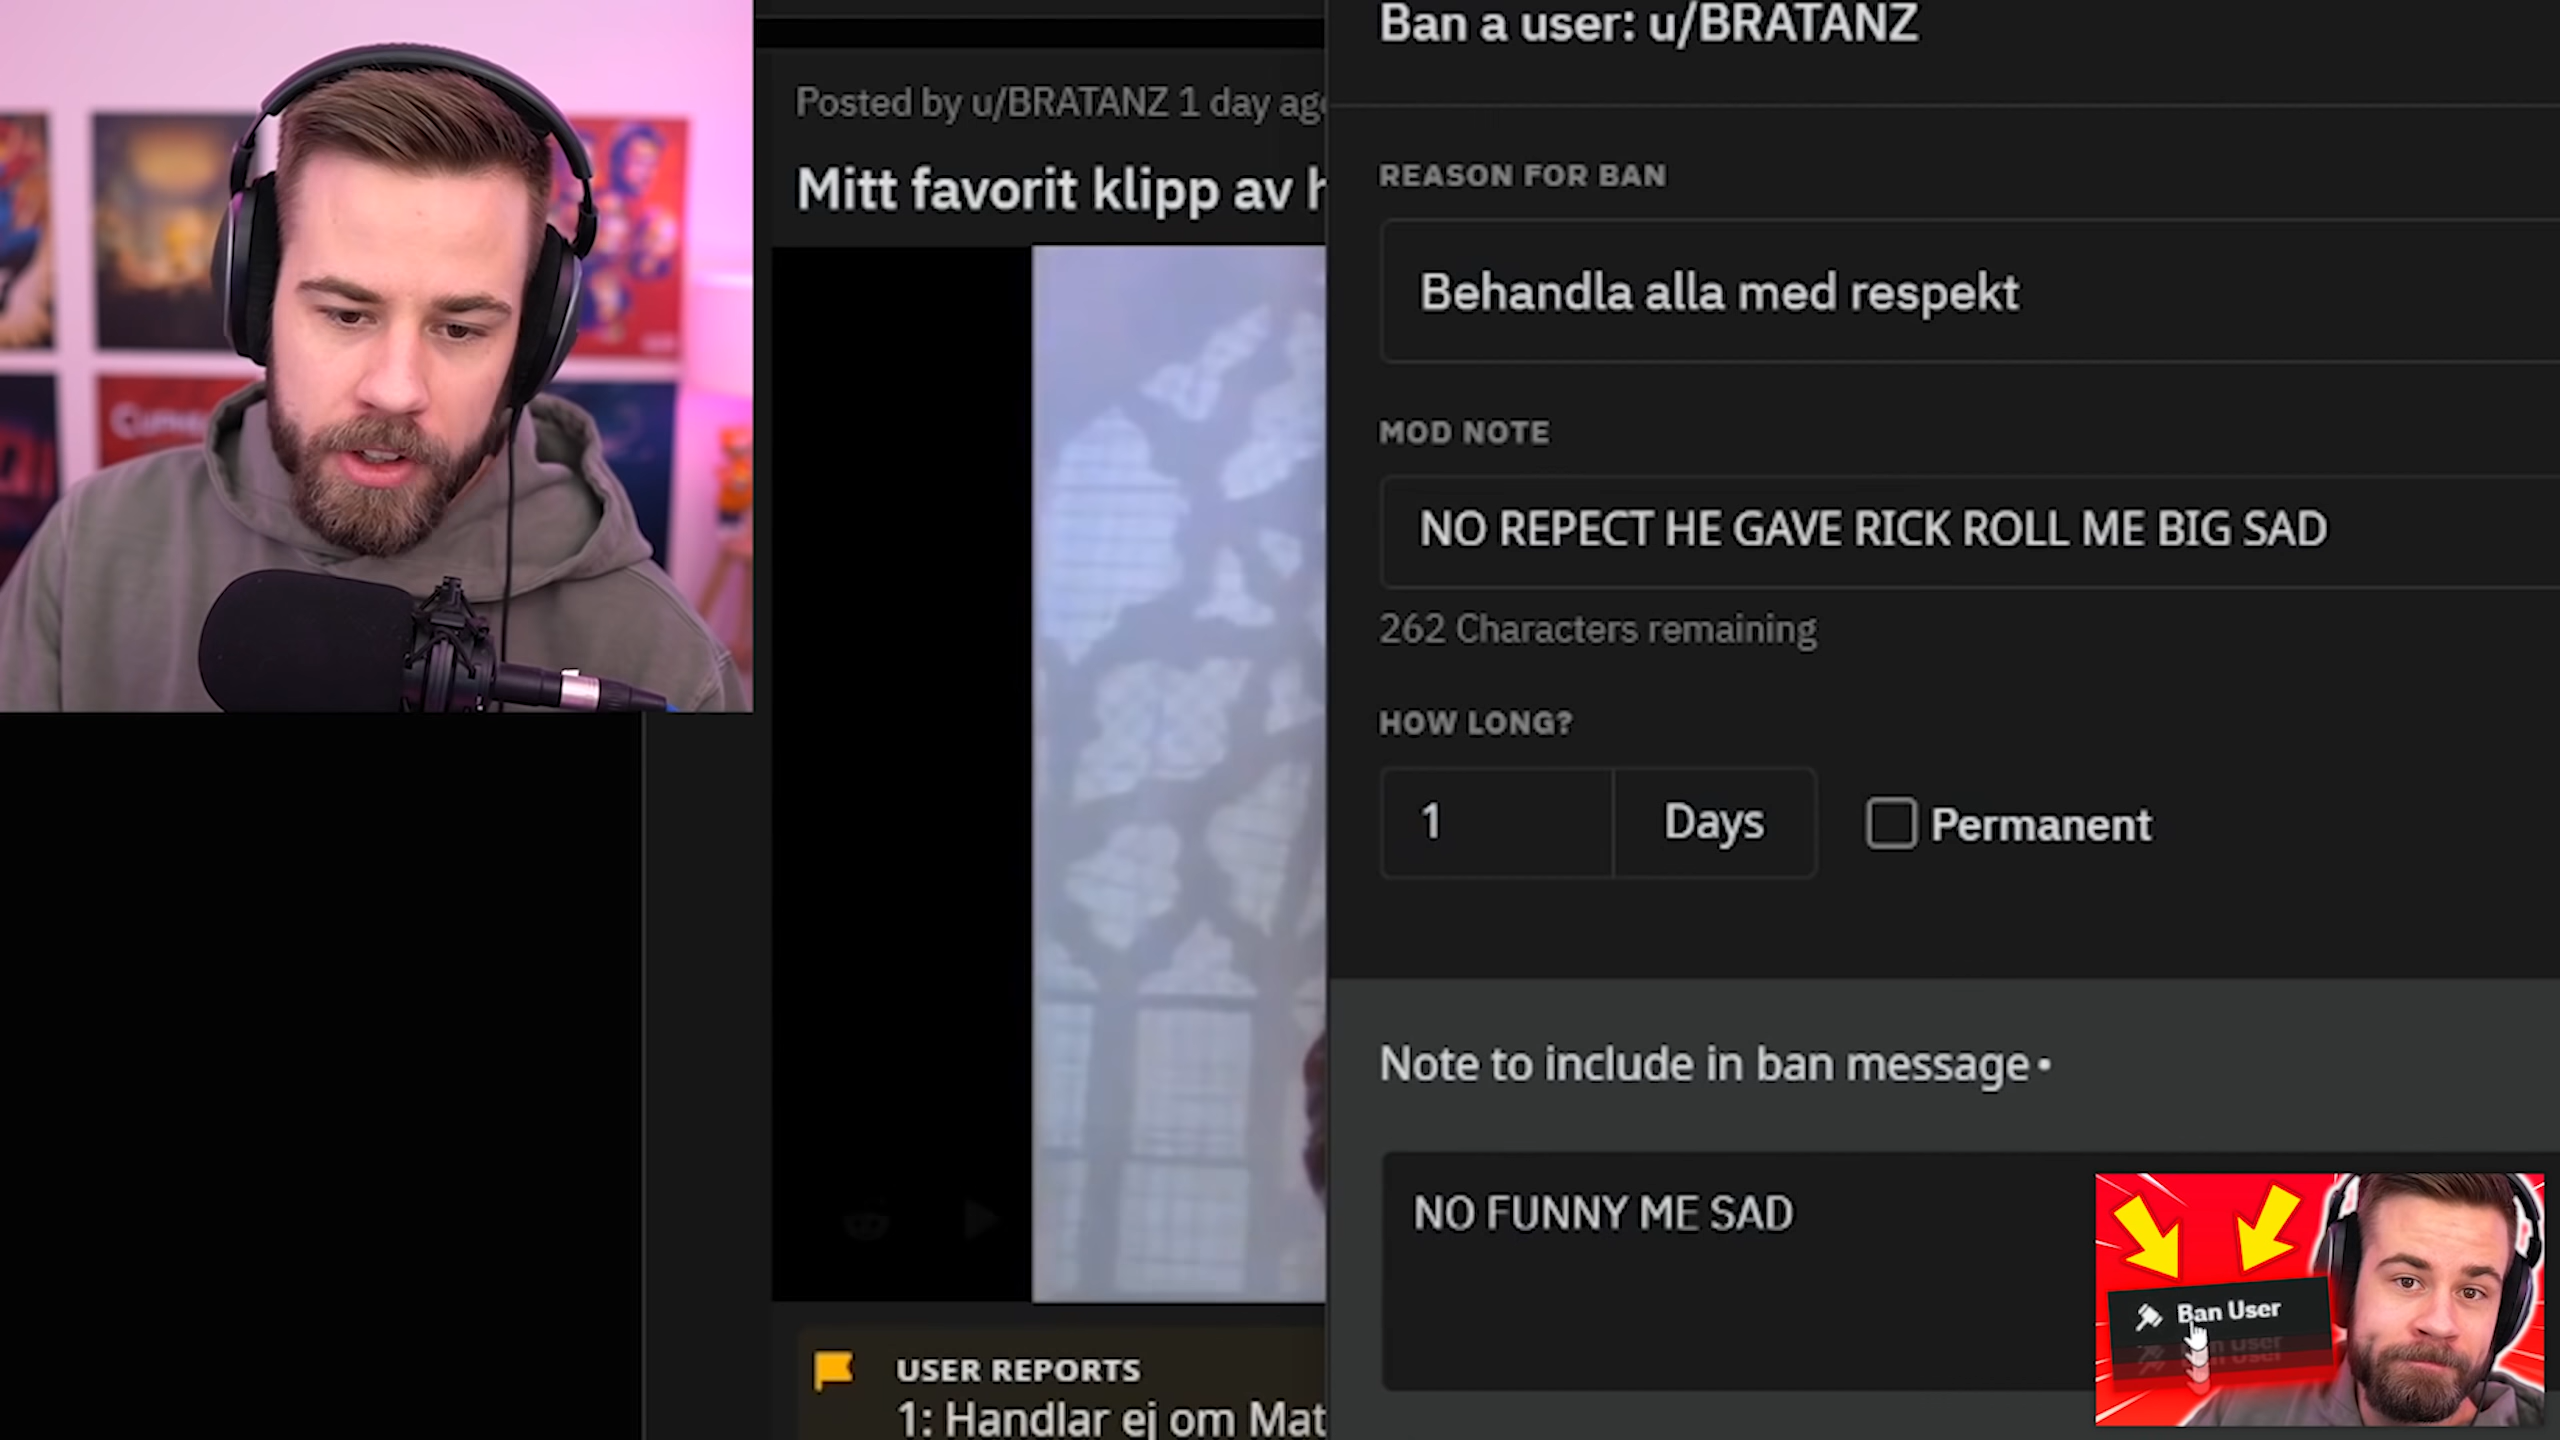 Ban a user: u/BRATANZ
Posted by u/BRATANZ 1 day ago
Mitt favorit klipp av h
REASON FOR BAN
Behandla alla med respekt
MOD NOTE
NO REPECT HE GAVE RICK ROLL ME BIG SAD
262 Characters remaining
HOW LONG?
1 Days Permanent
Note to include in ban message•
NO FUNNY ME SAD
Ban User
USER REPORTS
1: Handlar ej om Mat